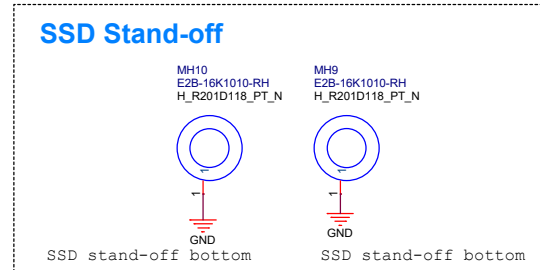 SSD Stand-off
MH10
E2B-16K1010-RH
H_R201D118_PT_N
MH9
E2B-16K1010-RH
H_R201D118_PT_N
1
1
1
1
GND
GND
SSD stand-off bottom
SSD stand-off bottom